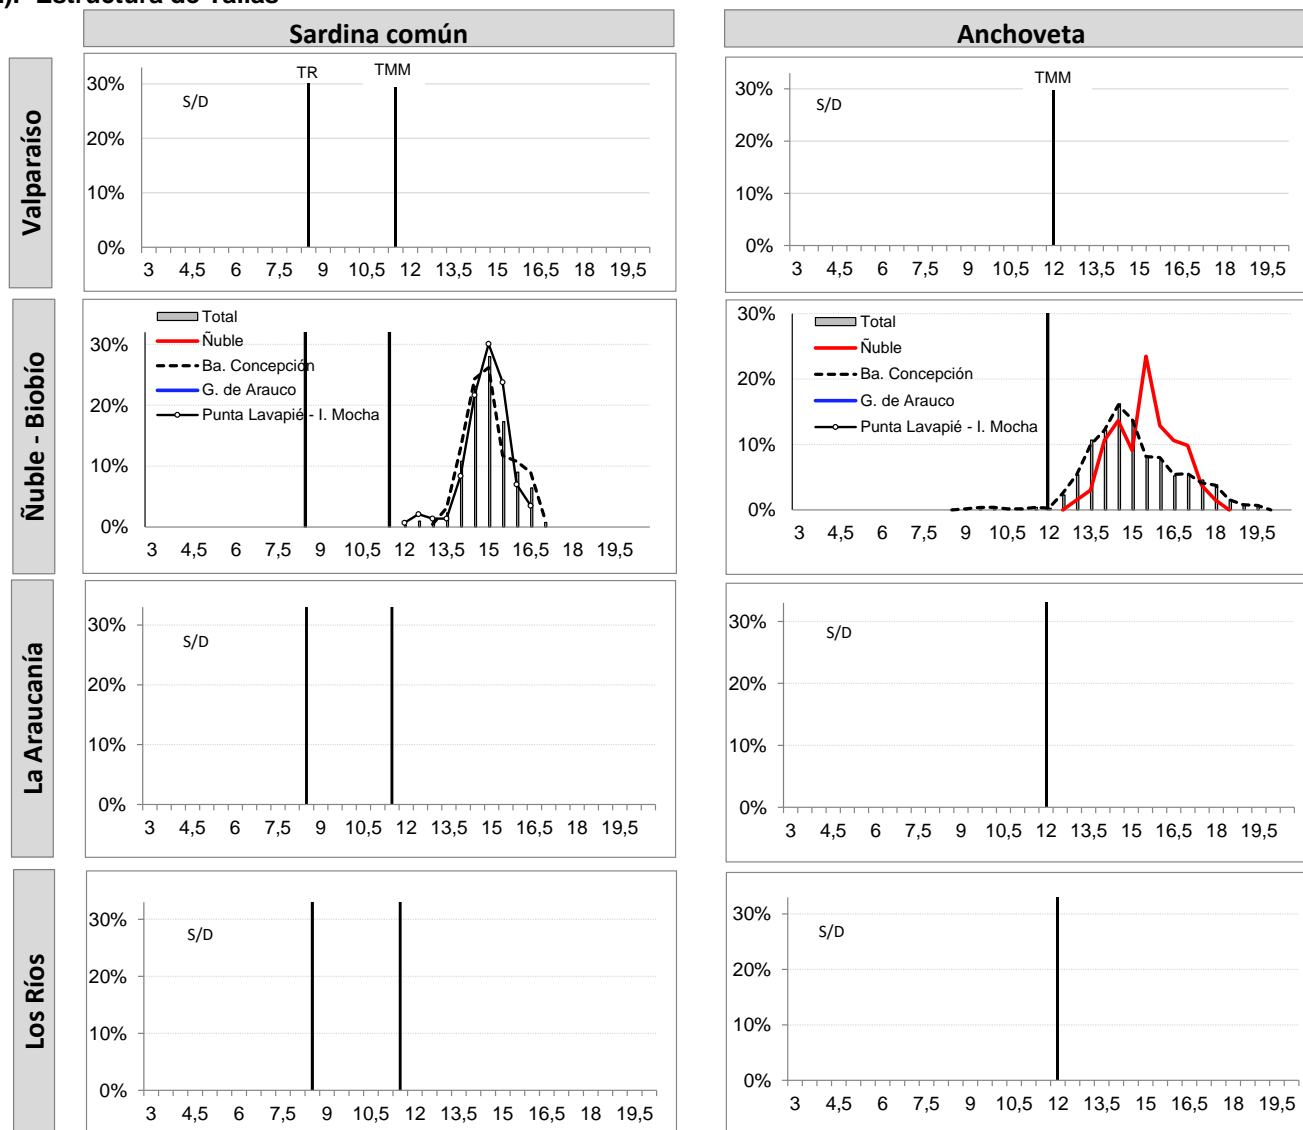 Estructura de Tallas
Sardina común
Anchoveta
Valparaíso
30%
20%
10%
0%
S/D
TR
TMM
3 4,5 6 7,5 9 10,5 12 13,5 15 16,5 18 19,5
30%
20%
10%
0%
S/D
TMM
3 4,5 6 7,5 9 10,5 12 13,5 15 16,5 18 19,5
Ñuble - Biobío
30%
20%
10%
0%
Total
Ñuble
Ba. Concepción
G. de Arauco
Punta Lavapié - I. Mocha
3 4,5 6 7,5 9 10,5 12 13,5 15 16,5 18 19,5
30%
20%
10%
0%
Total
Ñuble
Ba. Concepción
G. de Arauco
Punta Lavapié - I. Mocha
3 4,5 6 7,5 9 10,5 12 13,5 15 16,5 18 19,5
La Araucanía
30%
20%
10%
0%
S/D
3 4,5 6 7,5 9 10,5 12 13,5 15 16,5 18 19,5
30%
20%
10%
0%
S/D
3 4,5 6 7,5 9 10,5 12 13,5 15 16,5 18 19,5
Los Ríos
30%
20%
10%
0%
S/D
3 4,5 6 7,5 9 10,5 12 13,5 15 16,5 18 19,5
30%
20%
10%
0%
S/D
3 4,5 6 7,5 9 10,5 12 13,5 15 16,5 18 19,5